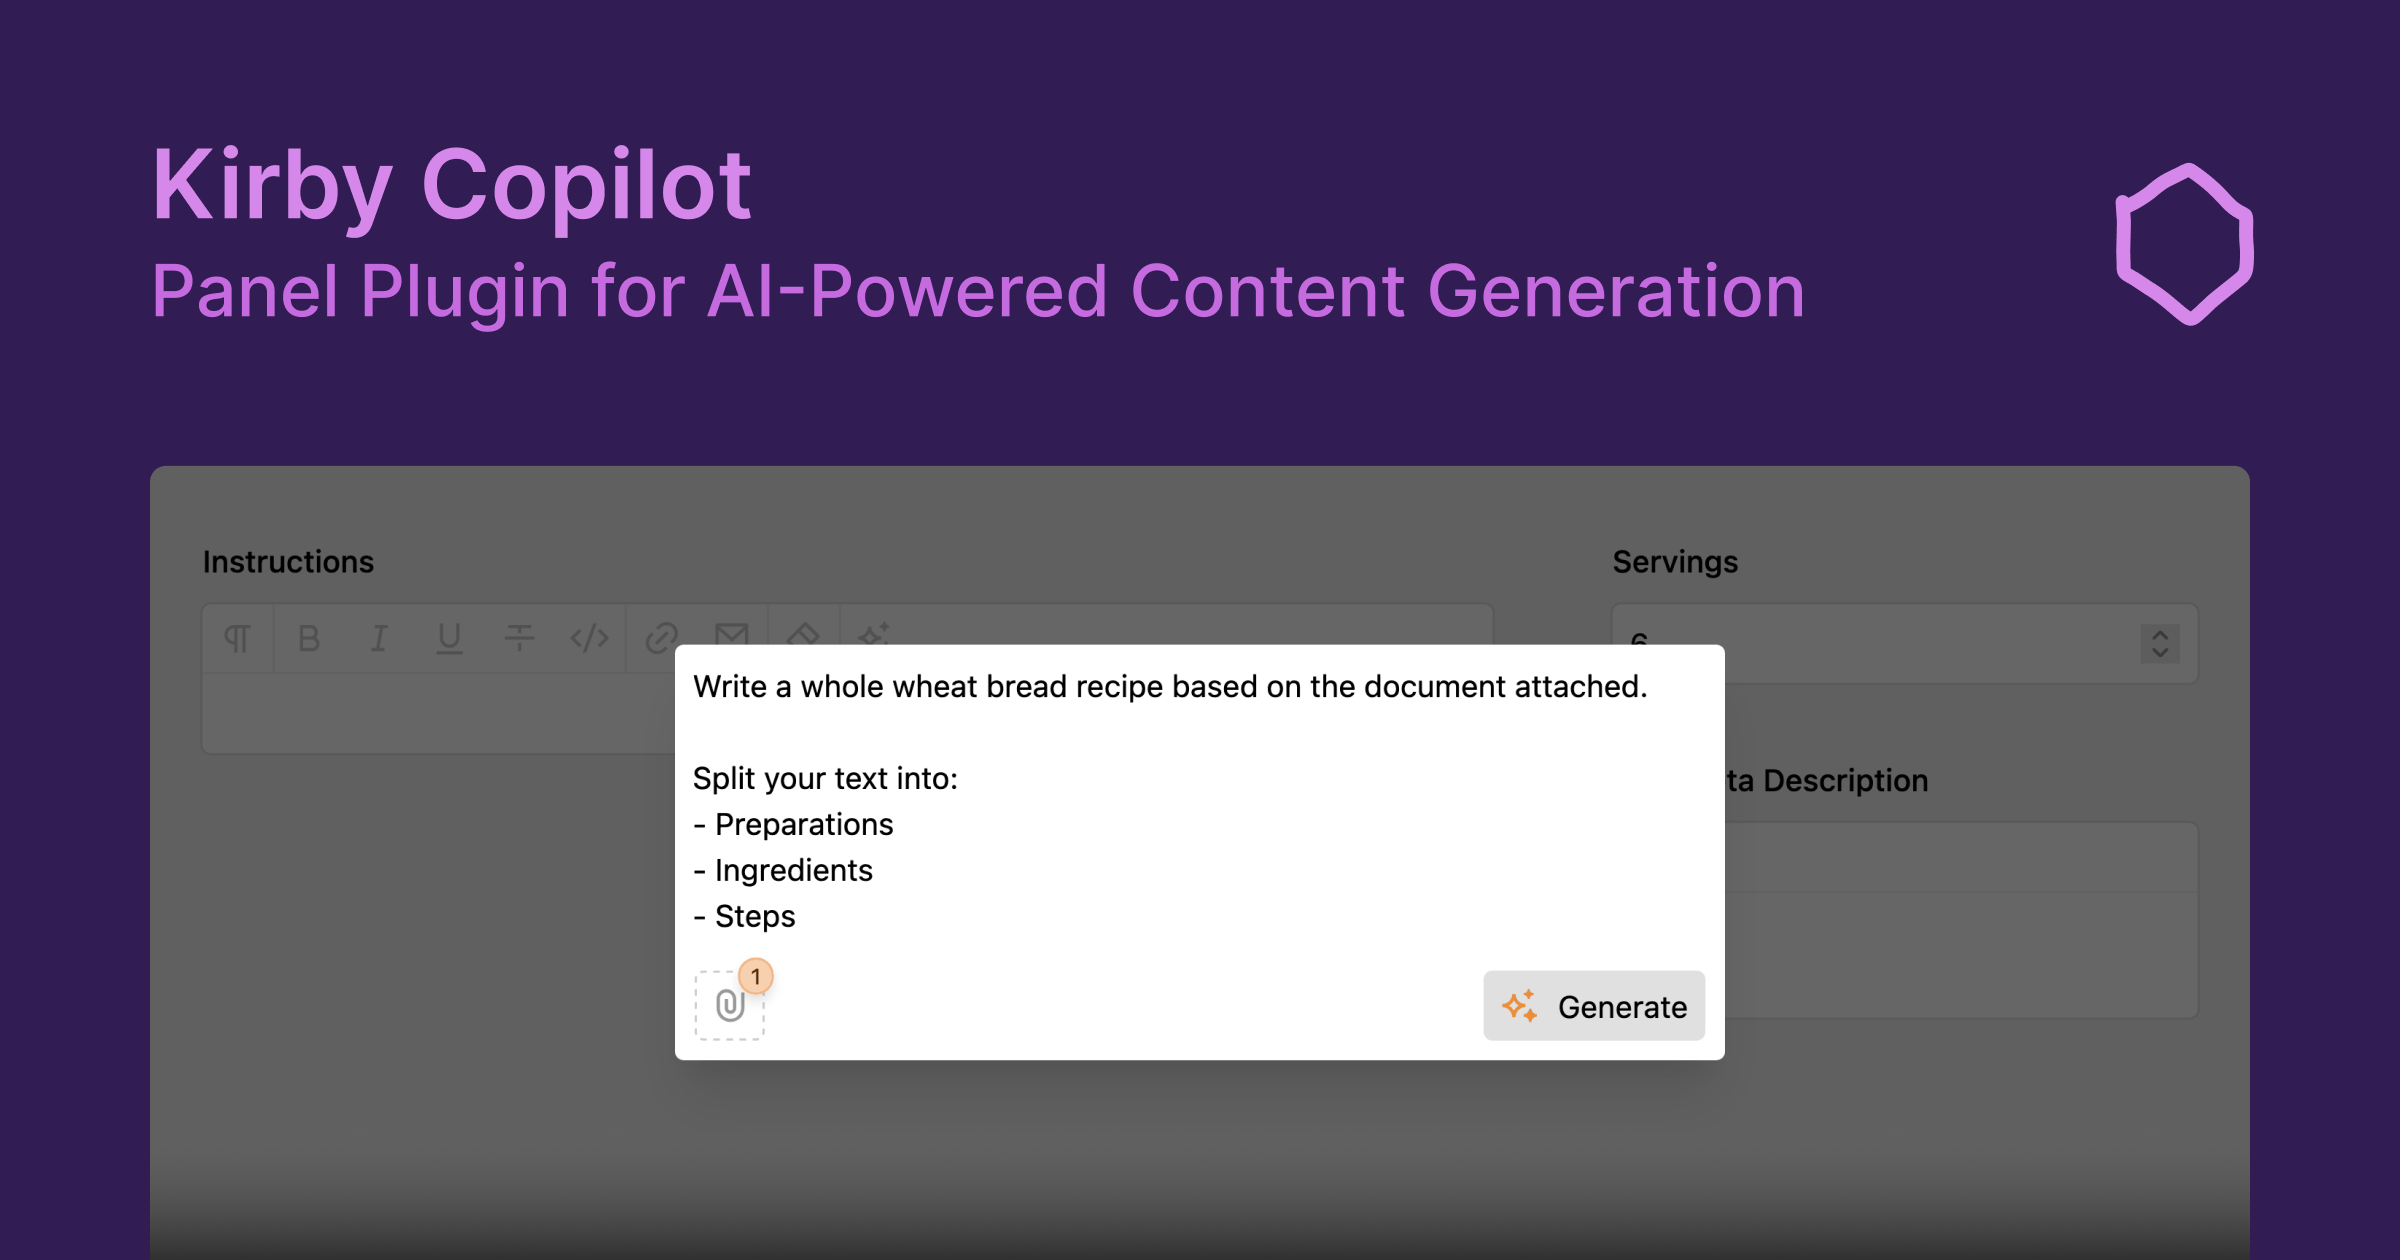 Kirby Copilot
Panel Plugin for AI-Powered Content Generation
Instructions
Servings
6
Write a whole wheat bread recipe based on the document attached.
Split your text into:
- Preparations
- Ingredients
- Steps
ta Description
1
Generate